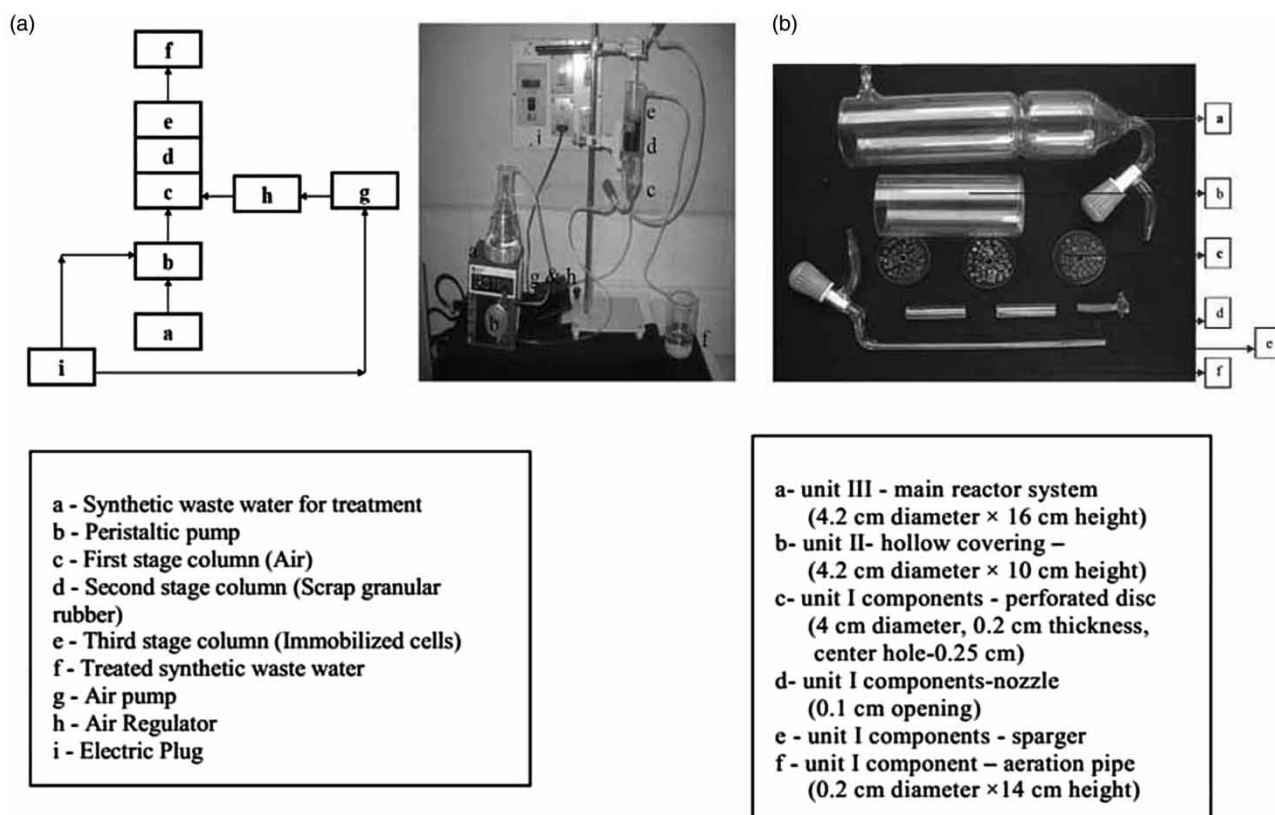 (a)
f
e
d
c
h
g
b
a
i
i
e
d
c
a
g & h
b
f
(b)
a
b
c
d
e
f
a - Synthetic waste water for treatment
b - Peristaltic pump
c - First stage column (Air)
d - Second stage column (Scrap granular
rubber)
e - Third stage column (Immobilized cells)
f - Treated synthetic waste water
g - Air pump
h - Air Regulator
i - Electric Plug
a- unit III - main reactor system
(4.2 cm diameter × 16 cm height)
b- unit II- hollow covering –
(4.2 cm diameter × 10 cm height)
c- unit I components - perforated disc
(4 cm diameter, 0.2 cm thickness,
center hole-0.25 cm)
d- unit I components-nozzle
(0.1 cm opening)
e - unit I components - sparger
f - unit I component – aeration pipe
(0.2 cm diameter ×14 cm height)